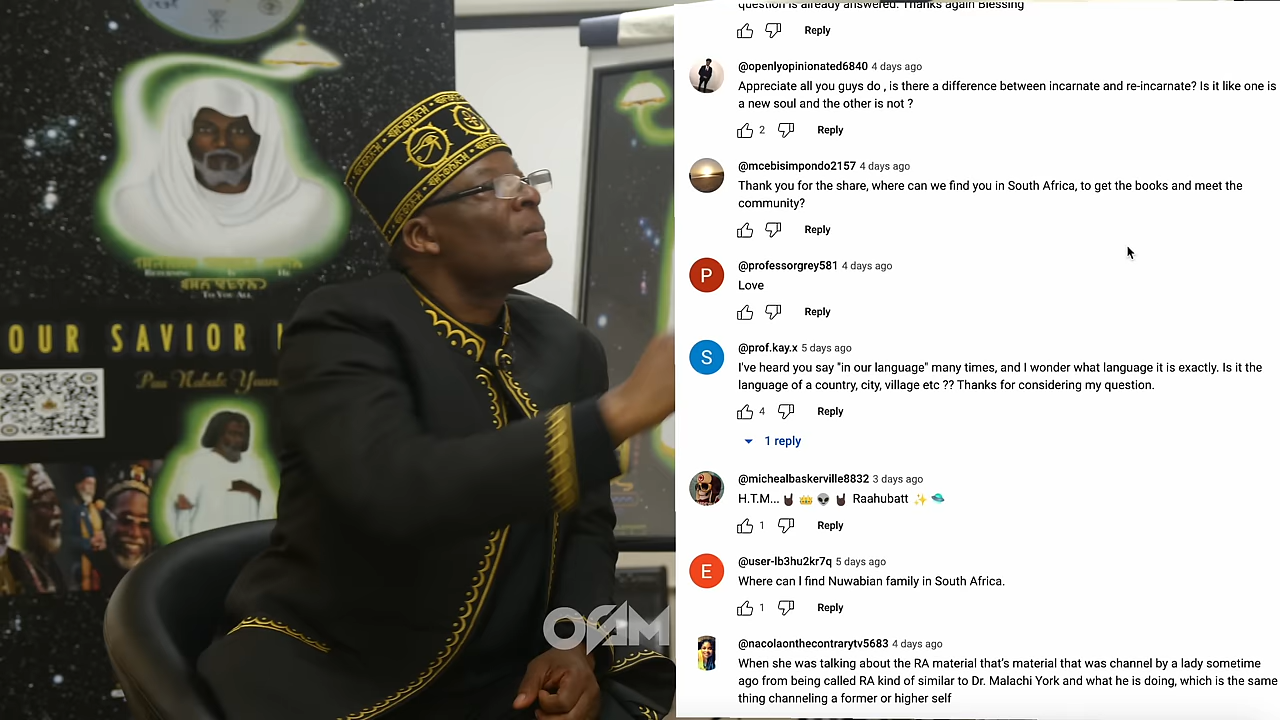 question is already answered. Thanks again Blessing
Reply
@openlyopinionated6840 4 days ago
Appreciate all you guys do , is there a difference between incarnate and re-incarnate? Is it like one is
a new soul and the other is not ?
2 Reply
@mcebisimpondo2157 4 days ago
Thank you for the share, where can we find you in South Africa, to get the books and meet the
community?
Reply
P
@professorgrey581 4 days ago
Love
Reply
S
@prof.kay.x 5 days ago
I've heard you say "in our language" many times, and I wonder what language it is exactly. Is it the
language of a country, city, village etc ?? Thanks for considering my question.
4 Reply
1 reply
@michealbaskerville8832 3 days ago
H.T.M... 🤘🏿 👑 👽 🤘🏿 Raahubatt ✨ 🛸
1 Reply
E
@user-lb3hu2kr7q 5 days ago
Where can I find Nuwabian family in South Africa.
1 Reply
@nacolaonthecontrarytv5683 4 days ago
When she was talking about the RA material that's material that was channel by a lady sometime
ago from being called RA kind of similar to Dr. Malachi York and what he is doing, which is the same
thing channeling a former or higher self
Returning Is He
To You All
OUR SAVIOR